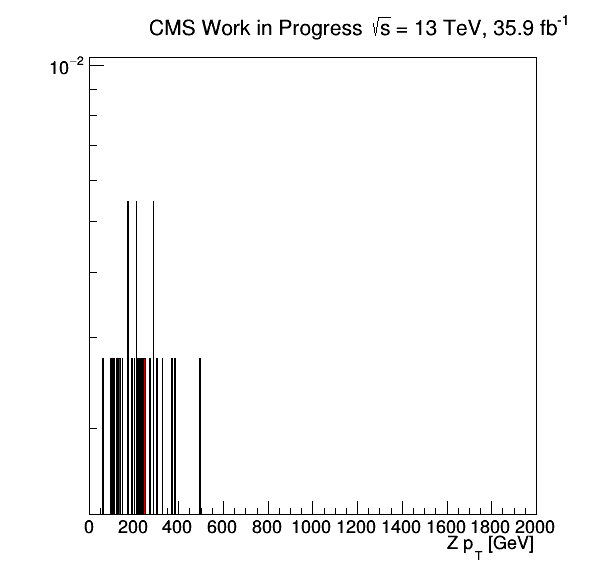 CMS Work in Progress √s = 13 TeV, 35.9 fb⁻¹
10⁻²
0 200 400 600 800 1000 1200 1400 1600 1800 2000
Z p_T [GeV]